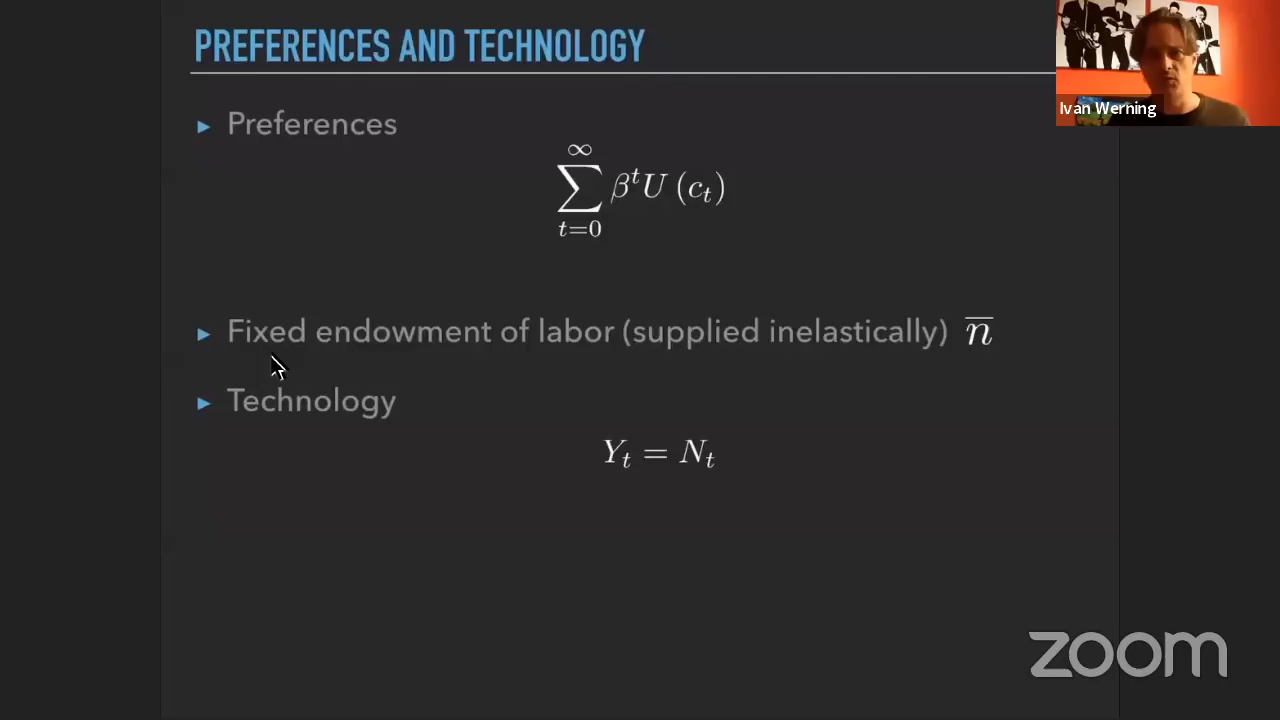 PREFERENCES AND TECHNOLOGY
Ivan Werning
▸ Preferences
∑_{t=0}^{∞} β^t U (c_t)
▸ Fixed endowment of labor (supplied inelastically) n̅
▸ Technology
Y_t = N_t
zoom